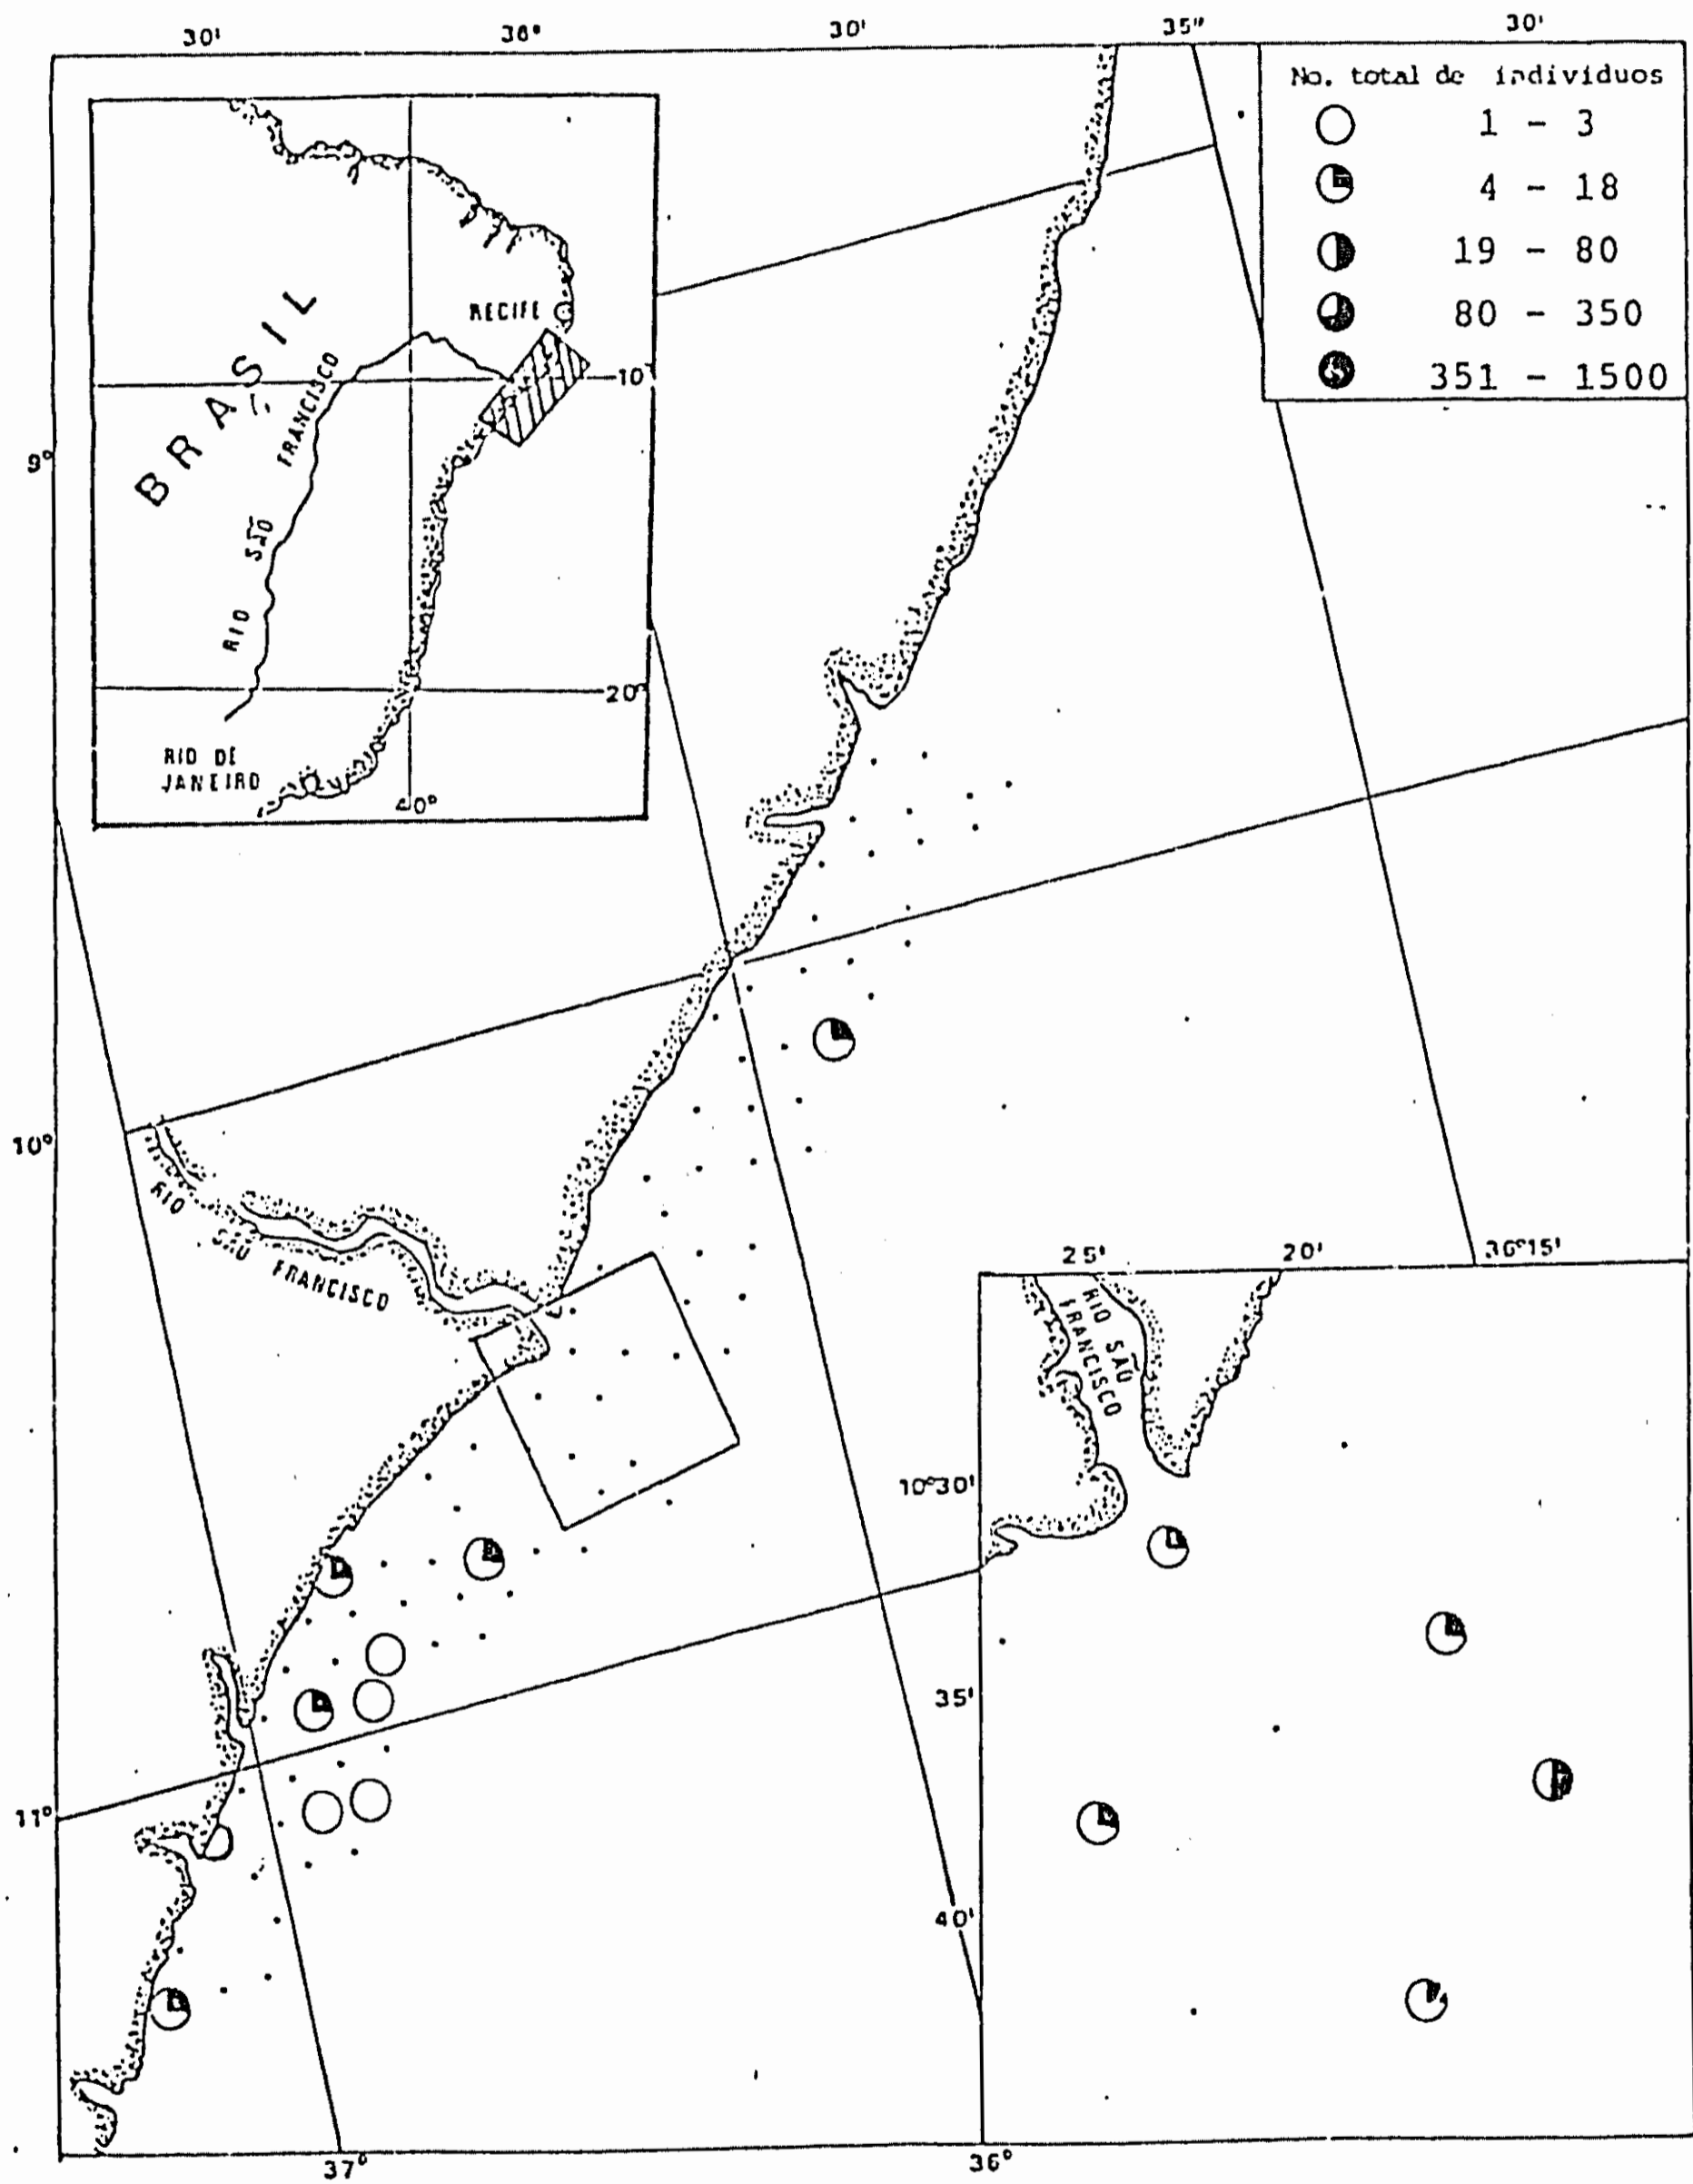 30' 36° 30' 35° 30'
No. total de indivíduos
1 - 3
4 - 18
19 - 80
80 - 350
351 - 1500
BRASIL
RECIFE
RIO SÃO FRANCISCO
10°
20°
RIO DE
JANEIRO
40°
9°
10°
11°
RIO SÃO FRANCISCO
25' 20' 36°15'
RIO SÃO
FRANCISCO
10°30'
35'
40'
37° 36°